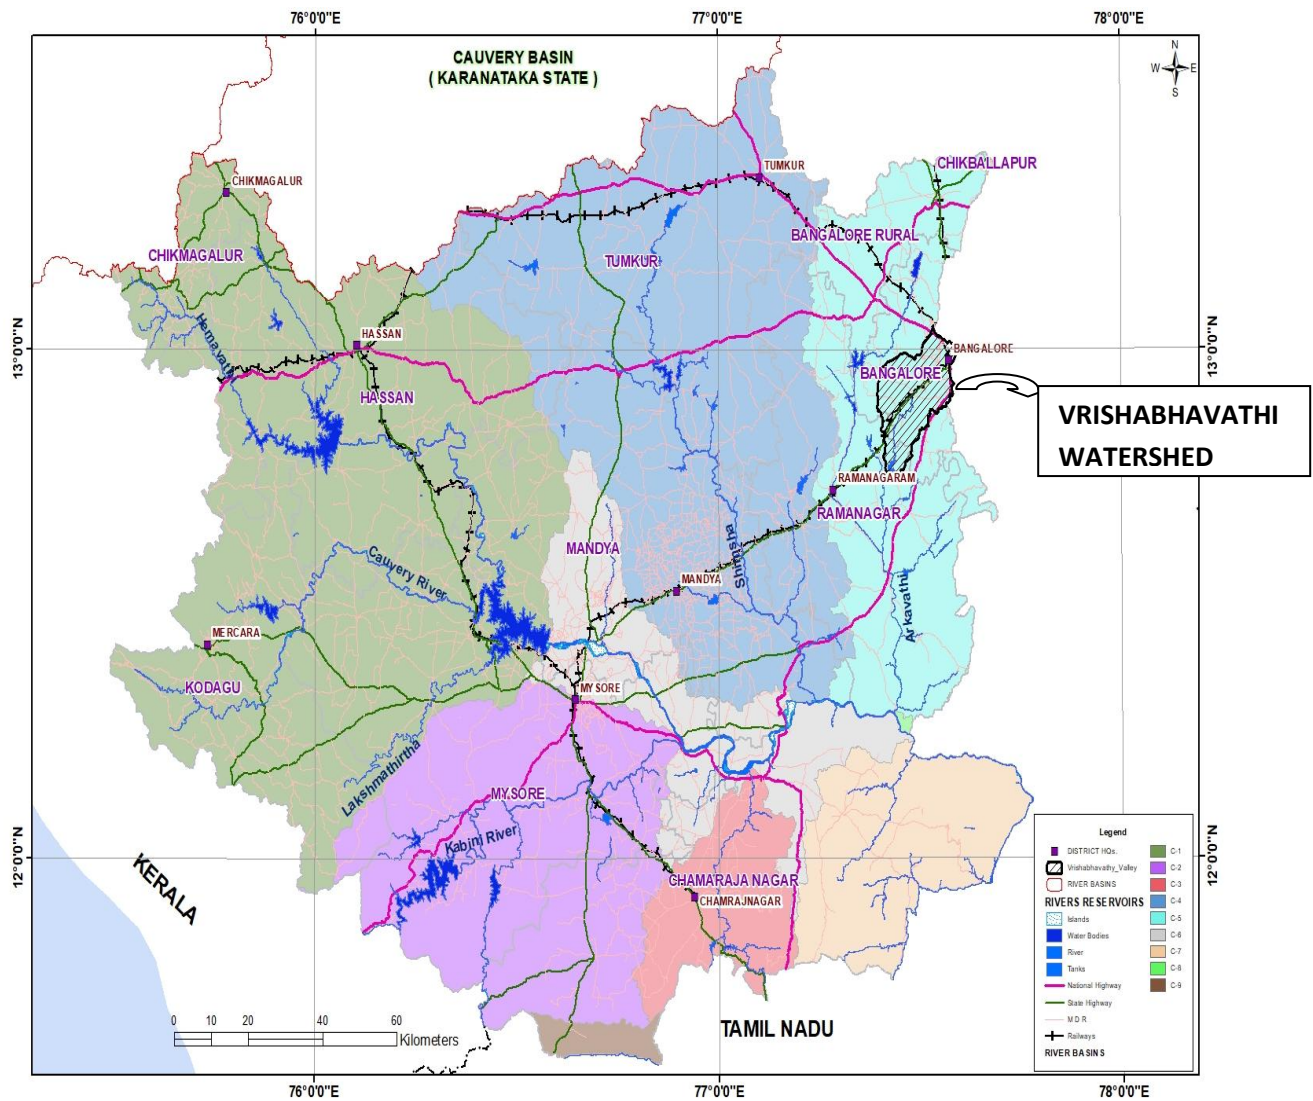 76°0'0"E
77°0'0"E
78°0'0"E
CAUVERY BASIN
( KARANATAKA STATE )
N
W
E
S
CHIKMAGALUR
TUMKUR
CHIKBALLAPUR
CHIKMAGALUR
TUMKUR
BANGALORE RURAL
Hemavati
13°0'0"N
13°0'0"N
HASSAN
HASSAN
BANGALORE
BANGALORE
VRISHABHAVATHI
WATERSHED
RAMANAGARAM
RAMANAGAR
MANDYA
MANDYA
Shimsha
Cauvery River
Arkavathi
MERCARA
KODAGU
MYSORE
Lakshmathirtha
MYSORE
Kabini River
12°0'0"N
12°0'0"N
KERALA
CHAMARAJA NAGAR
CHAMRAJNAGAR
TAMIL NADU
0 10 20 40 60
Kilometers
Legend
DISTRICT HQs.
Vrishabhavathy_Valley
RIVER BASINS
RIVERS RESERVOIRS
Islands
Water Bodies
River
Tanks
National Highway
State Highway
M D R
Railways
RIVER BASINS
C-1
C-2
C-3
C-4
C-5
C-6
C-7
C-8
C-9
76°0'0"E
77°0'0"E
78°0'0"E